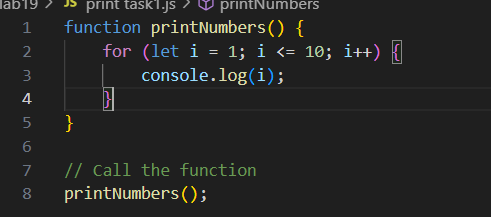 lab19 > JS print task1.js > printNumbers
1 function printNumbers() {
2     for (let i = 1; i <= 10; i++) {
3         console.log(i);
4     }
5 }
6
7 // Call the function
8 printNumbers();